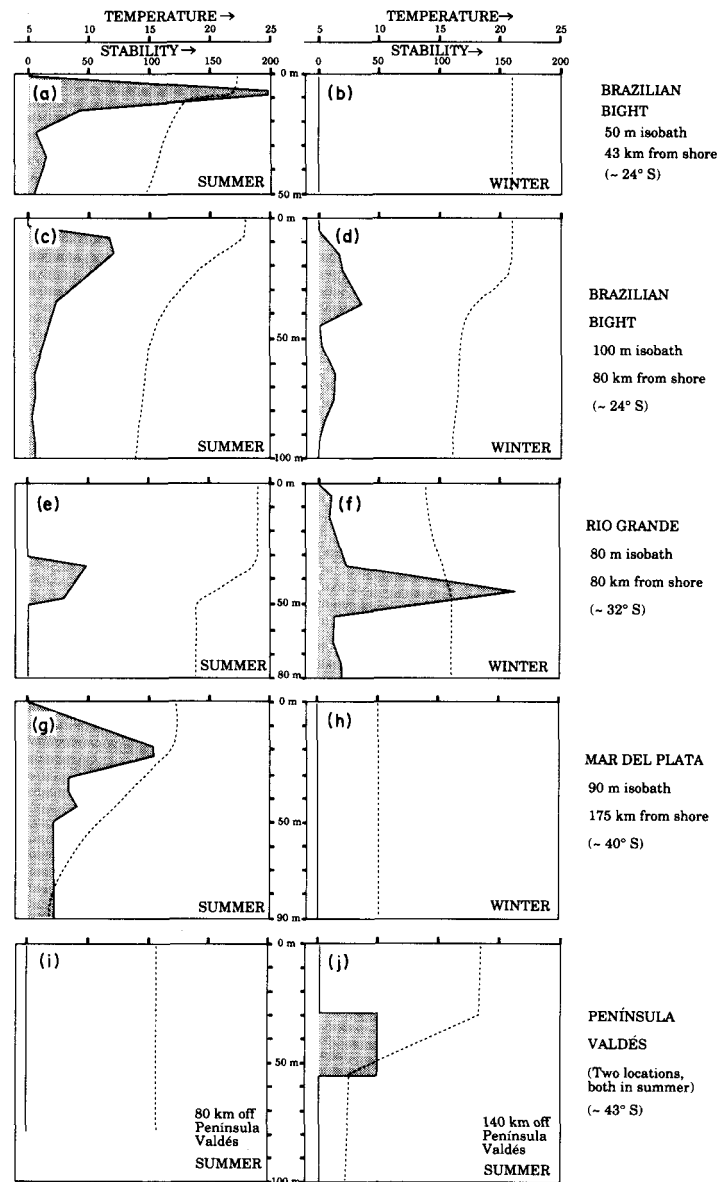 TEMPERATURE→ TEMPERATURE→
5 10 15 20 25 5 10 15 20 25
STABILITY→ STABILITY→
0 50 100 150 200 0 50 100 150 200
(a) 0 m (b)
SUMMER 50 m WINTER
BRAZILIAN
BIGHT
50 m isobath
43 km from shore
(~ 24° S)
(c) 0 m (d)
50 m
SUMMER 100 m WINTER
BRAZILIAN
BIGHT
100 m isobath
80 km from shore
(~ 24° S)
(e) 0 m (f)
50 m
SUMMER 80 m WINTER
RIO GRANDE
80 m isobath
80 km from shore
(~ 32° S)
(g) 0 m (h)
50 m
SUMMER 90 m WINTER
MAR DEL PLATA
90 m isobath
175 km from shore
(~ 40° S)
(i) 0 m (j)
50 m
80 km off
Península
Valdés
SUMMER
100 m
140 km off
Península
Valdés
SUMMER
PENÍNSULA
VALDÉS
(Two locations,
both in summer)
(~ 43° S)